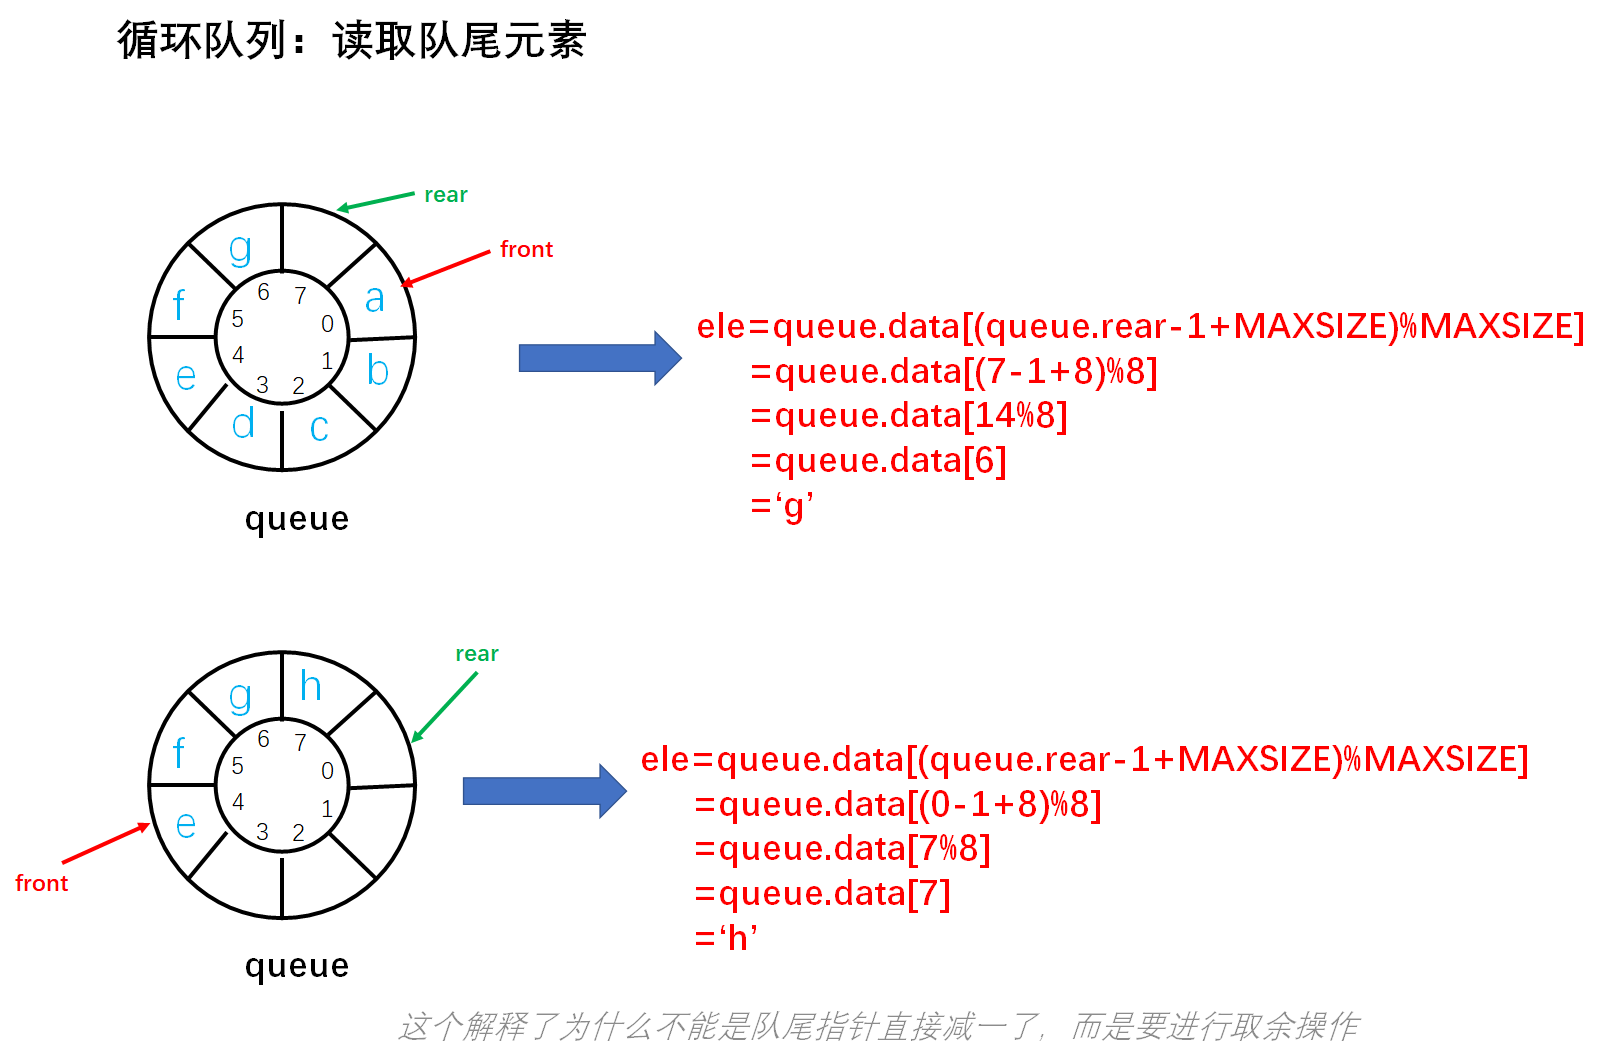 循环队列：读取队尾元素
rear
front
g
f
a
e
b
d
c
6
7
5
0
4
1
3
2
queue
ele=queue.data[(queue.rear-1+MAXSIZE)%MAXSIZE]
=queue.data[(7-1+8)%8]
=queue.data[14%8]
=queue.data[6]
=‘g’
rear
front
g
h
f
e
6
7
5
0
4
1
3
2
queue
ele=queue.data[(queue.rear-1+MAXSIZE)%MAXSIZE]
=queue.data[(0-1+8)%8]
=queue.data[7%8]
=queue.data[7]
=‘h’
这个解释了为什么不能是队尾指针直接减一了，而是要进行取余操作